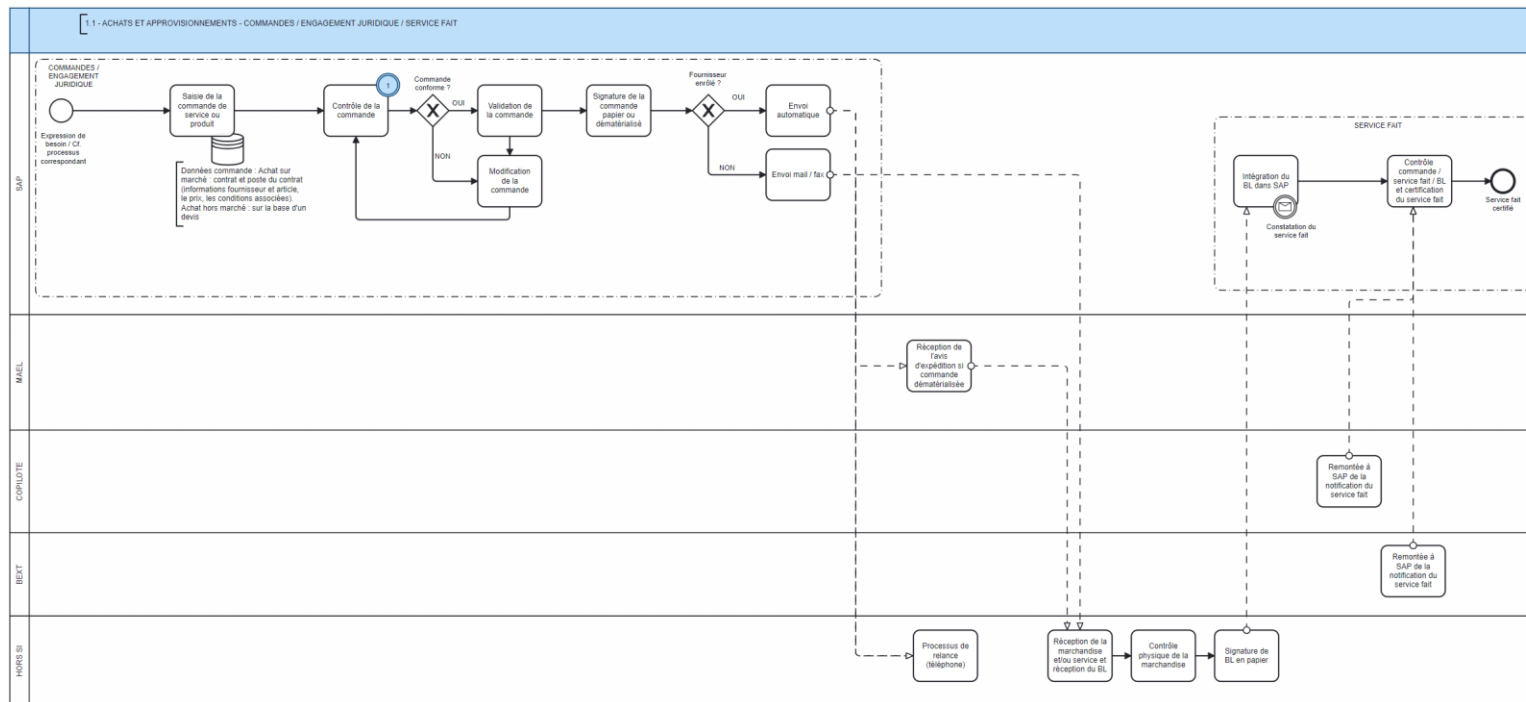 1.1 - ACHATS ET APPROVISIONNEMENTS - COMMANDES / ENGAGEMENT JURIDIQUE / SERVICE FAIT
SAP
COMMANDES /
ENGAGEMENT
JURIDIQUE
Expression de
besoin / Cf.
processus
correspondant
Saisie de la
commande de
service ou
produit
Données commande : Achat sur
marché : contrat et poste du contrat
(informations fournisseur et article,
le prix, les conditions associées).
Achat hors marché : sur la base d'un
devis
Contrôle de la
commande
1
Commande
conforme ?
OUI
NON
Validation de
la commande
Modification
de la
commande
Signature de la
commande
papier ou
dématérialisé
Fournisseur
enrôlé ?
OUI
NON
Envoi
automatique
Envoi mail / fax
SERVICE FAIT
Intégration du
BL dans SAP
Constatation du
service fait
Contrôle
commande /
service fait / BL
et certification
du service fait
Service fait
certifié
MAEL
Réception de
l'avis
d'expédition si
commande
dématérialisée
COPILOTE
Remontée à
SAP de la
notification du
service fait
BEXT
Remontée à
SAP de la
notification du
service fait
HORS SI
Processus de
relance
(téléphone)
Réception de la
marchandise
et/ou service et
réception du BL
Contrôle
physique de la
marchandise
Signature de
BL en papier